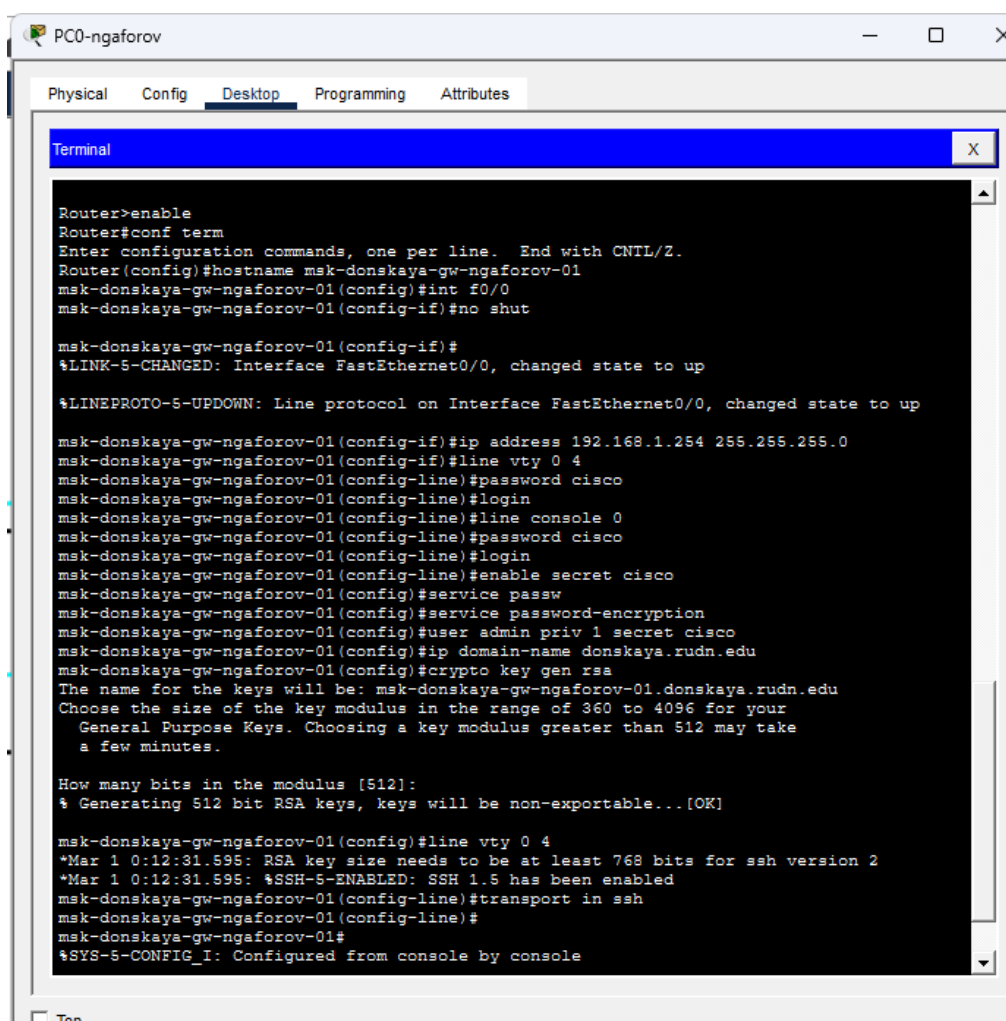 PC0-ngaforov
Physical Config Desktop Programming Attributes
Terminal X
Router>enable
Router#conf term
Enter configuration commands, one per line.  End with CNTL/Z.
Router(config)#hostname msk-donskaya-gw-ngaforov-01
msk-donskaya-gw-ngaforov-01(config)#int f0/0
msk-donskaya-gw-ngaforov-01(config-if)#no shut
msk-donskaya-gw-ngaforov-01(config-if)#
%LINK-5-CHANGED: Interface FastEthernet0/0, changed state to up
%LINEPROTO-5-UPDOWN: Line protocol on Interface FastEthernet0/0, changed state to up
msk-donskaya-gw-ngaforov-01(config-if)#ip address 192.168.1.254 255.255.255.0
msk-donskaya-gw-ngaforov-01(config-if)#line vty 0 4
msk-donskaya-gw-ngaforov-01(config-line)#password cisco
msk-donskaya-gw-ngaforov-01(config-line)#login
msk-donskaya-gw-ngaforov-01(config-line)#line console 0
msk-donskaya-gw-ngaforov-01(config-line)#password cisco
msk-donskaya-gw-ngaforov-01(config-line)#login
msk-donskaya-gw-ngaforov-01(config-line)#enable secret cisco
msk-donskaya-gw-ngaforov-01(config)#service passw
msk-donskaya-gw-ngaforov-01(config)#service password-encryption
msk-donskaya-gw-ngaforov-01(config)#user admin priv 1 secret cisco
msk-donskaya-gw-ngaforov-01(config)#ip domain-name donskaya.rudn.edu
msk-donskaya-gw-ngaforov-01(config)#crypto key gen rsa
The name for the keys will be: msk-donskaya-gw-ngaforov-01.donskaya.rudn.edu
Choose the size of the key modulus in the range of 360 to 4096 for your
General Purpose Keys. Choosing a key modulus greater than 512 may take
a few minutes.
How many bits in the modulus [512]:
% Generating 512 bit RSA keys, keys will be non-exportable...[OK]
msk-donskaya-gw-ngaforov-01(config)#line vty 0 4
*Mar 1 0:12:31.595: RSA key size needs to be at least 768 bits for ssh version 2
*Mar 1 0:12:31.595: %SSH-5-ENABLED: SSH 1.5 has been enabled
msk-donskaya-gw-ngaforov-01(config-line)#transport in ssh
msk-donskaya-gw-ngaforov-01(config-line)#
msk-donskaya-gw-ngaforov-01#
%SYS-5-CONFIG_I: Configured from console by console